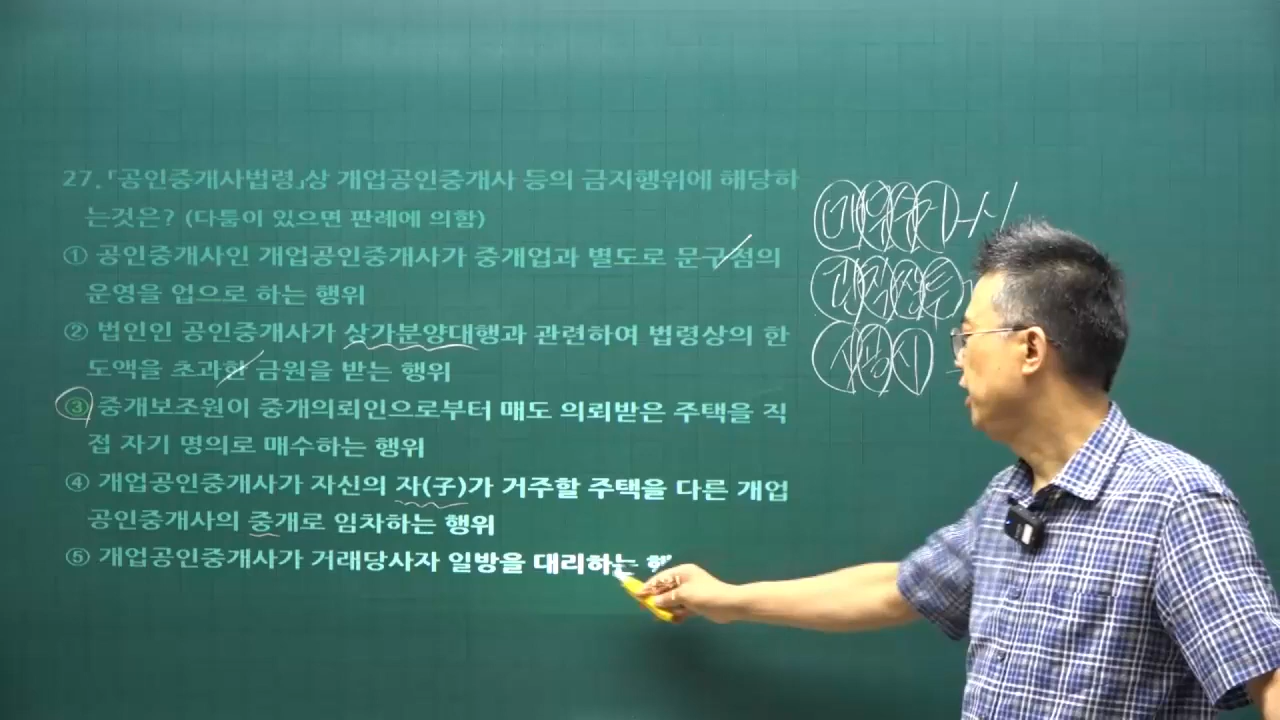 27. 「공인중개사법령」상 개업공인중개사 등의 금지행위에 해당하
는것은? (다툼이 있으면 판례에 의함)
① 공인중개사인 개업공인중개사가 중개업과 별도로 문구점의
운영을 업으로 하는 행위
② 법인인 공인중개사가 상가분양대행과 관련하여 법령상의 한
도액을 초과한 금원을 받는 행위
③ 중개보조원이 중개의뢰인으로부터 매도 의뢰받은 주택을 직
접 자기 명의로 매수하는 행위
④ 개업공인중개사가 자신의 자(子)가 거주할 주택을 다른 개업
공인중개사의 중개로 임차하는 행위
⑤ 개업공인중개사가 거래당사자 일방을 대리하는